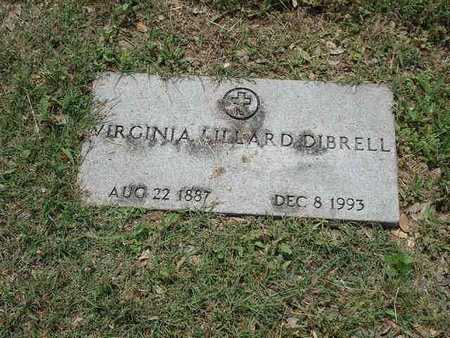 VIRGINIA LILLARD DIBRELL
AUG 22 1887 DEC 8 1993